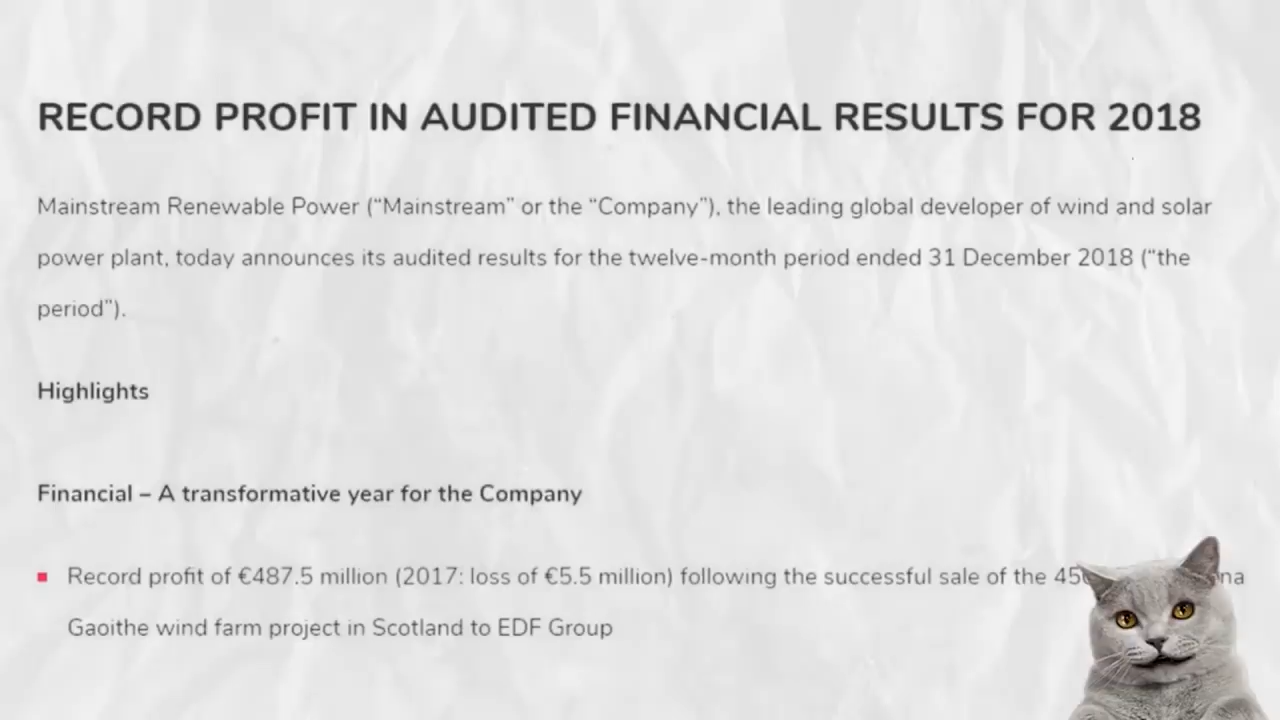 RECORD PROFIT IN AUDITED FINANCIAL RESULTS FOR 2018
Mainstream Renewable Power (“Mainstream” or the “Company”), the leading global developer of wind and solar
power plant, today announces its audited results for the twelve-month period ended 31 December 2018 (“the
period”).
Highlights
Financial – A transformative year for the Company
Record profit of €487.5 million (2017: loss of €5.5 million) following the successful sale of the
Gaoithe wind farm project in Scotland to EDF Group